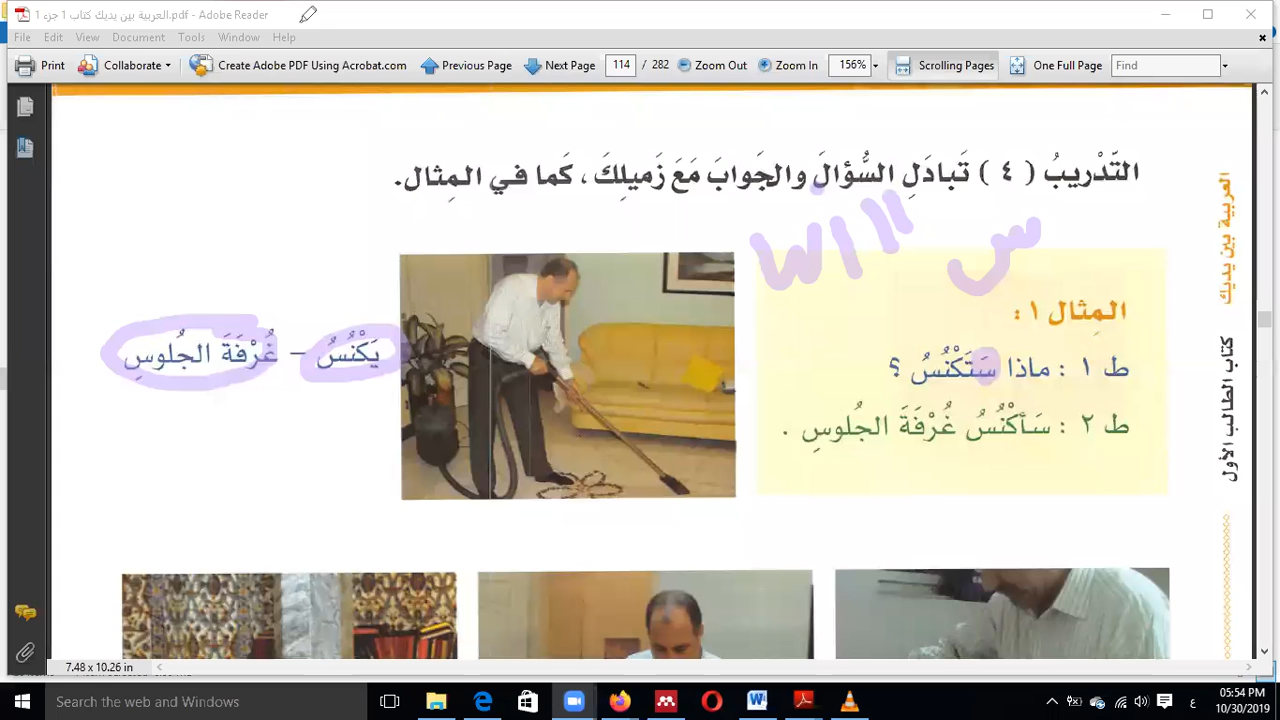 العربية بين يديك كتاب 1 جزء 1.pdf - Adobe Reader
File Edit View Document Tools Window Help
Print Collaborate Create Adobe PDF Using Acrobat.com Previous Page Next Page 114 / 282 Zoom Out Zoom In 156% Scrolling Pages One Full Page Find
التَّدْريبُ ( ٤ ) تَبادَلِ السُّؤالَ والجَوابَ مَعَ زَميلِكَ ، كَما في المِثال.
س will
المِثال ١ :
ط ١ : ماذا سَتَكْنُسُ ؟
ط ٢ : سَأَكْنُسُ غُرْفَةَ الجُلوسِ .
يَكْنُسُ – غُرْفَةَ الجُلوسِ
العربية بين يديك
كتاب الطالب الأول
7.48 x 10.26 in
Search the web and Windows
ع
05:54 PM
10/30/2019